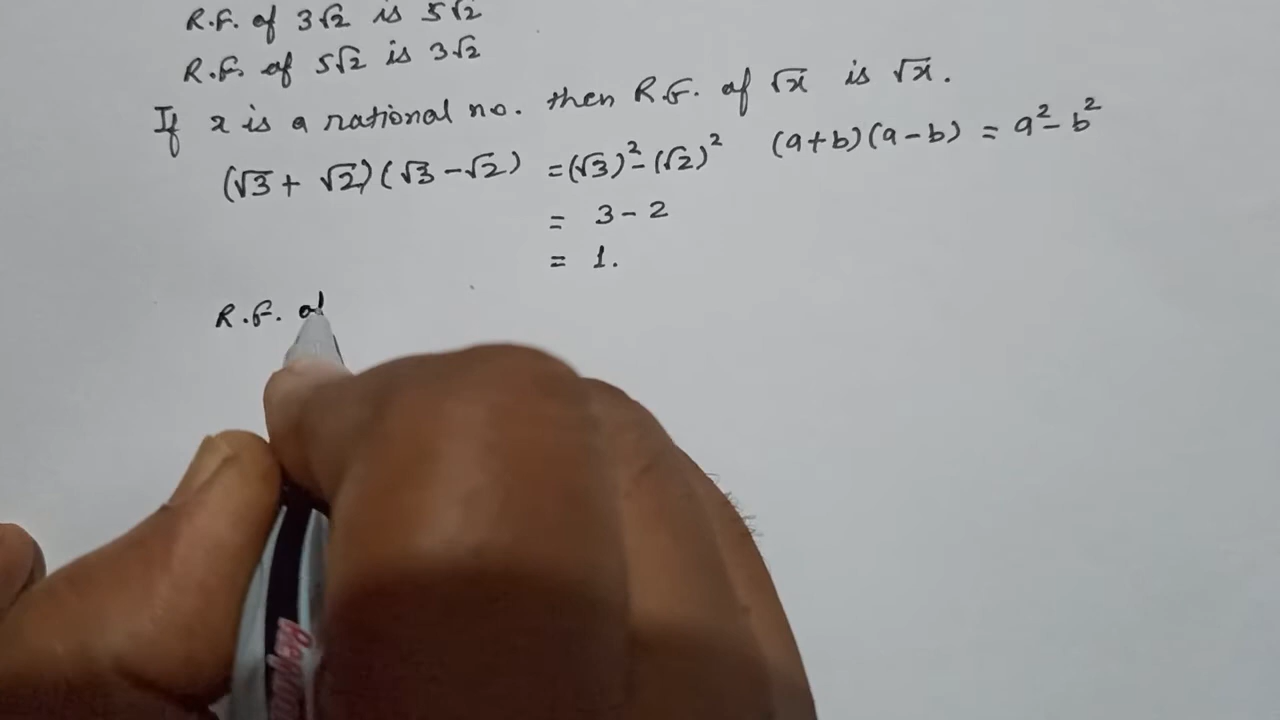 R.F. of 3√2 is 5√2
R.F. of 5√2 is 3√2
If x is a rational no. then R.F. of √x is √x.
(√3 + √2)(√3 - √2) = (√3)² - (√2)² (a+b)(a-b) = a² - b²
= 3 - 2
= 1.
R.F. of